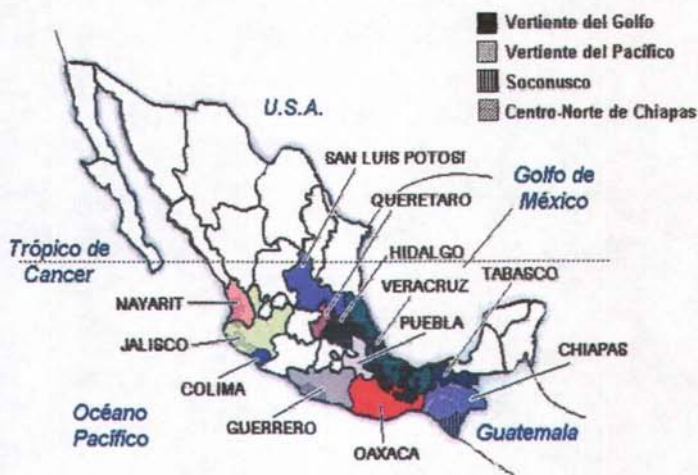 Vertiente del Golfo
Vertiente del Pacífico
Soconusco
Centro-Norte de Chiapas
U.S.A.
SAN LUIS POTOSÍ
QUERETARO
Golfo de
México
HIDALGO
Trópico de
Cancer
TABASCO
VERACRUZ
NAYARIT
PUEBLA
JALISCO
CHIAPAS
COLIMA
Océano
Pacífico
GUERRERO
Guatemala
OAXACA